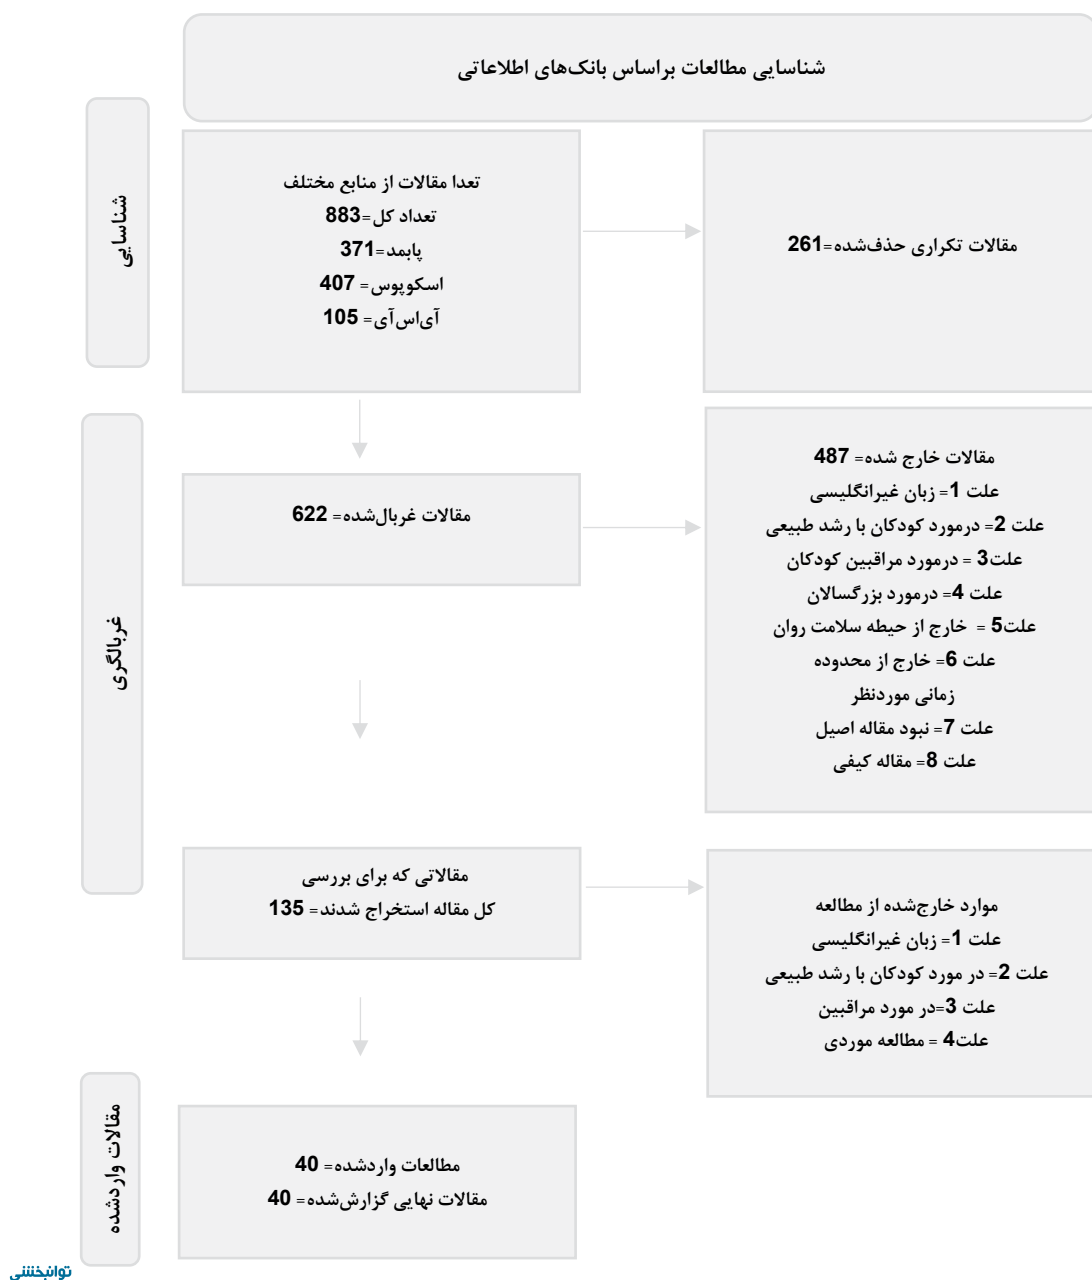 شناسایی مطالعات براساس بانک‌های اطلاعاتی
شناسایی
تعدا مقالات از منابع مختلف
تعداد کل=883
پابمد=371
اسکوپوس= 407
آی‌اس‌آی= 105
مقالات تکراری حذف‌شده=261
غربالگری
مقالات غربال‌شده= 622
مقالات خارج شده= 487
علت 1= زبان غیرانگلیسی
علت 2= درمورد کودکان با رشد طبیعی
علت3 = درمورد مراقبین کودکان
علت 4= درمورد بزرگسالان
علت5 = خارج از حیطه سلامت روان
علت 6= خارج از محدوده
زمانی موردنظر
علت 7= نبود مقاله اصیل
علت 8= مقاله کیفی
مقالاتی که برای بررسی
کل مقاله استخراج شدند= 135
موارد خارج‌شده از مطالعه
علت 1= زبان غیرانگلیسی
علت 2= در مورد کودکان با رشد طبیعی
علت 3=در مورد مراقبین
علت4 = مطالعه موردی
مقالات واردشده
مطالعات واردشده= 40
مقالات نهایی گزارش‌شده= 40
توانبخشی